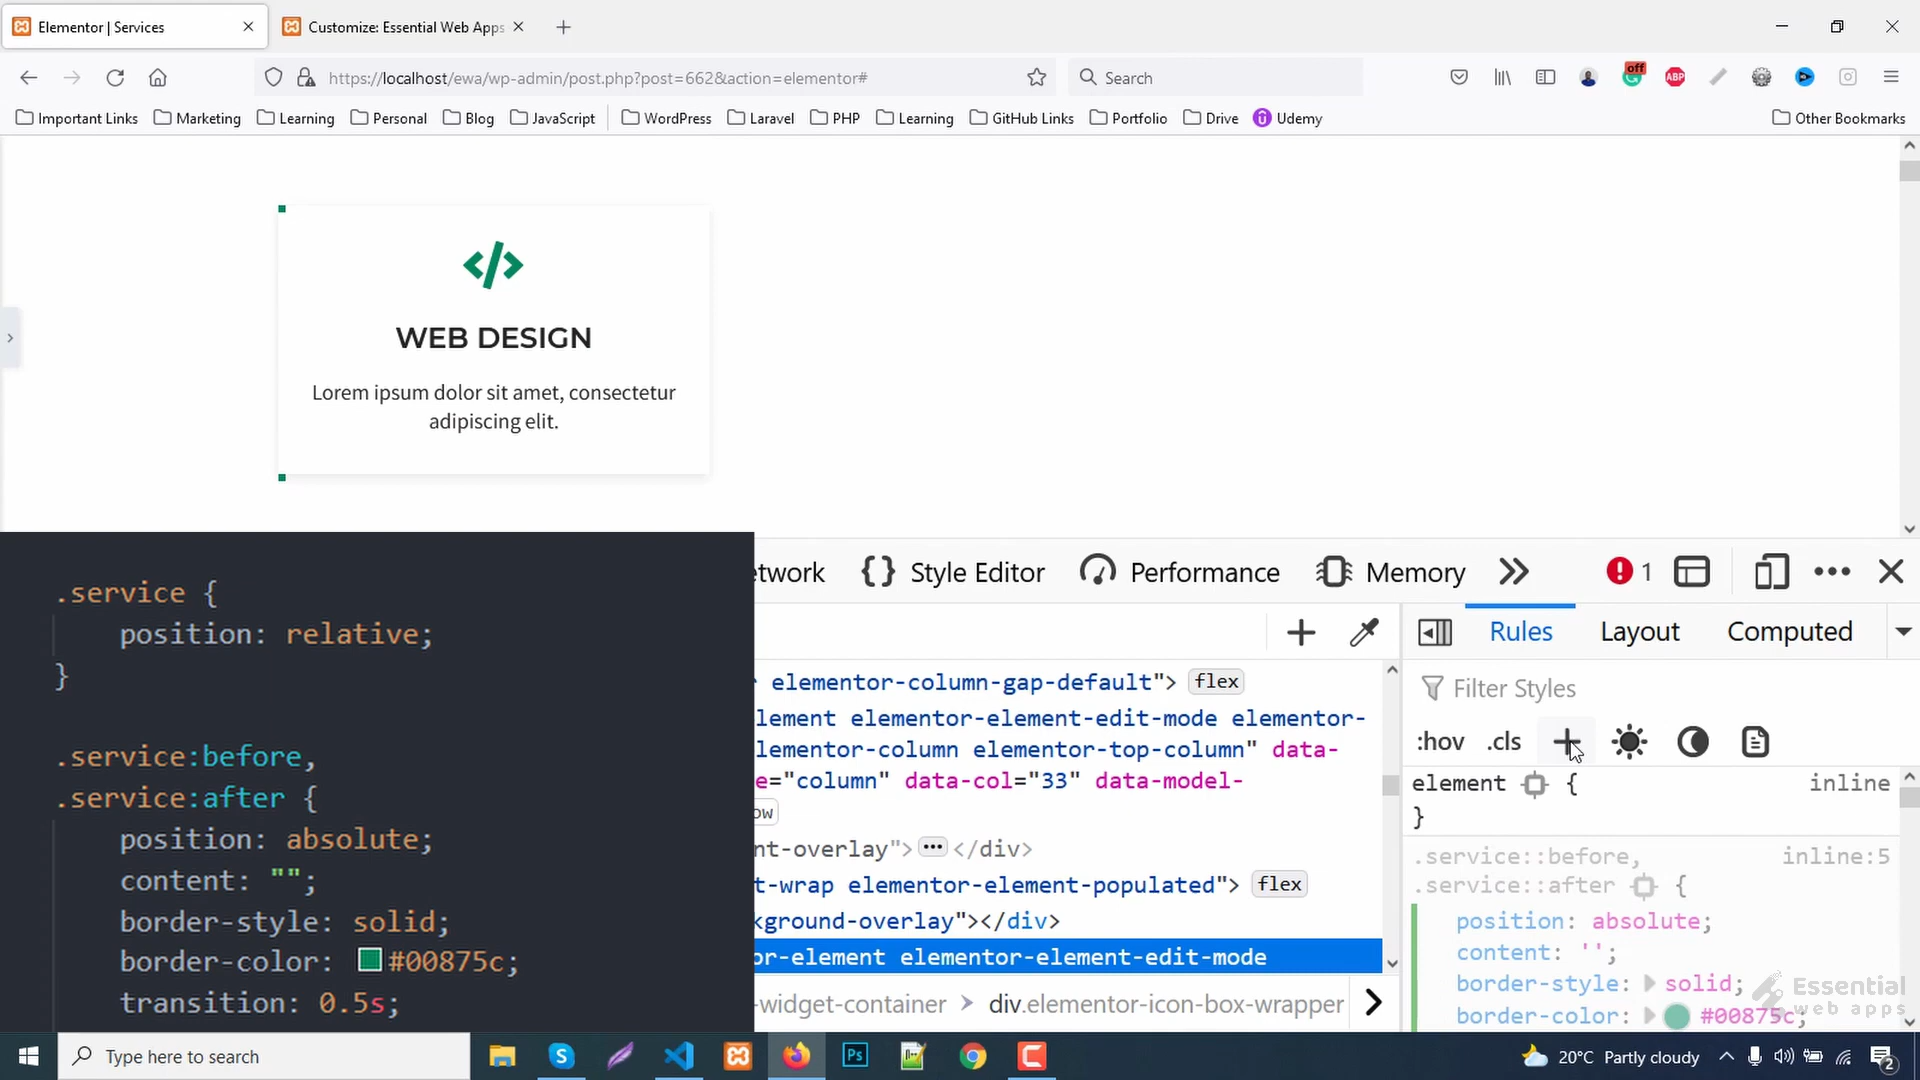 Elementor | Services
Customize: Essential Web Apps
https://localhost/ewa/wp-admin/post.php?post=662&action=elementor#
Search
off
ABP
Important Links
Marketing
Learning
Personal
Blog
JavaScript
WordPress
Laravel
PHP
Learning
GitHub Links
Portfolio
Drive
Udemy
Other Bookmarks
</>
WEB DESIGN
Lorem ipsum dolor sit amet, consectetur
adipiscing elit.
.service {
position: relative;
}
.service:before,
.service:after {
position: absolute;
content: "";
border-style: solid;
border-color: #00875c;
transition: 0.5s;
etwork
{} Style Editor
Performance
Memory
1
elementor-column-gap-default"> flex
lement elementor-element-edit-mode elementor-
lementor-column elementor-top-column" data-
e="column" data-col="33" data-model-
ow
nt-overlay"> ••• </div>
t-wrap elementor-element-populated"> flex
kground-overlay"></div>
or-element elementor-element-edit-mode
-widget-container > div.elementor-icon-box-wrapper
Rules
Layout
Computed
Filter Styles
:hov .cls +
element {
inline
}
.service::before,
inline:5
.service::after {
position: absolute;
content: '';
border-style: solid;
border-color: #00875c;
Essential
web apps
Type here to search
S
Ps
20°C Partly cloudy
2